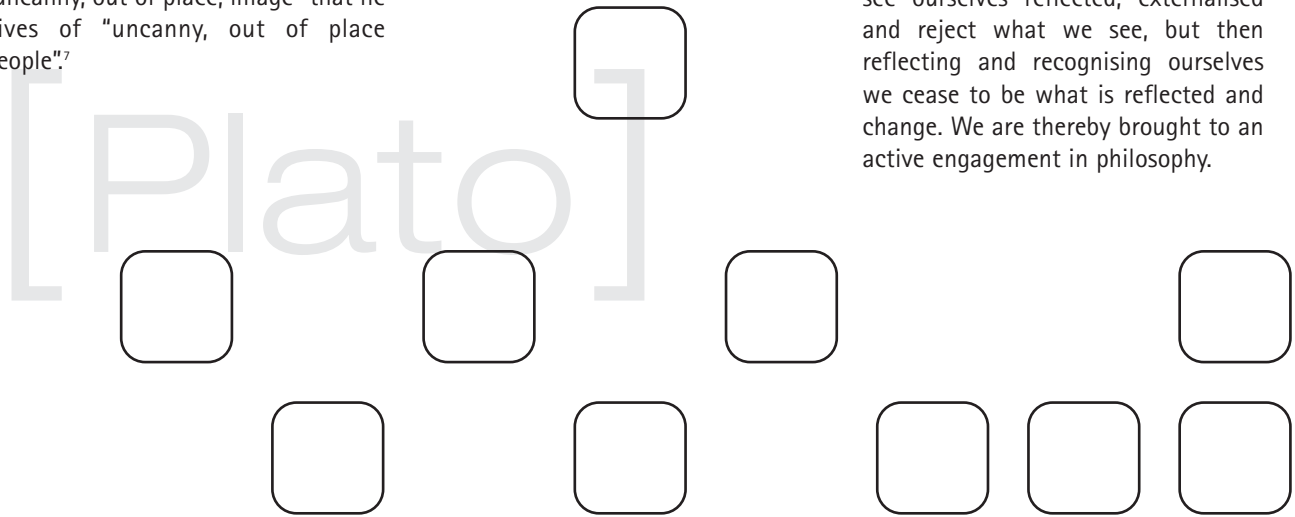 uncanny, out of place, image” that he
ives of “uncanny, out of place
eople”.7
[Plato]
see ourselves reflected, externalised
and reject what we see, but then
reflecting and recognising ourselves
we cease to be what is reflected and
change. We are thereby brought to an
active engagement in philosophy.